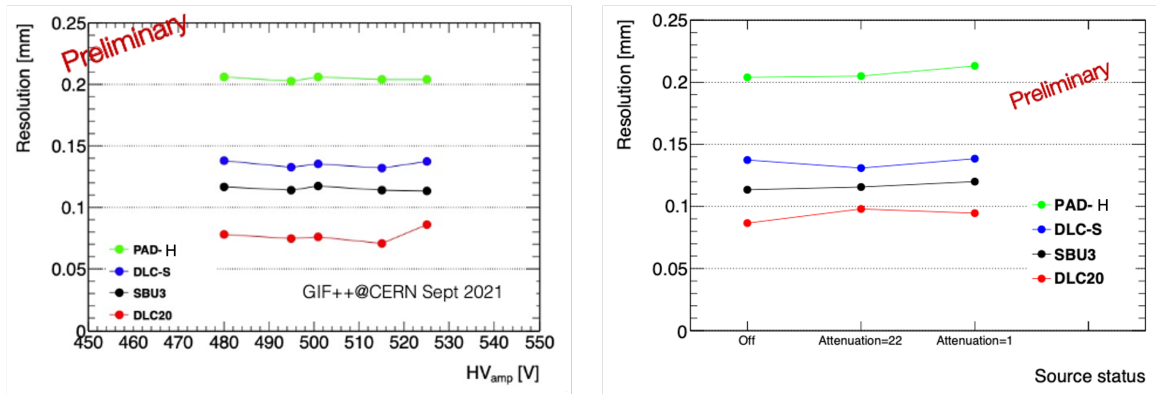 Preliminary
Resolution [mm]
0.25
0.2
0.15
0.1
0.05
0
PAD- H
DLC-S
SBU3
DLC20
GIF++@CERN Sept 2021
450 460 470 480 490 500 510 520 530 540 550
HVamp [V]
Resolution [mm]
0.25
0.2
0.15
0.1
0.05
0
Preliminary
PAD- H
DLC-S
SBU3
DLC20
Off Attenuation=22 Attenuation=1
Source status